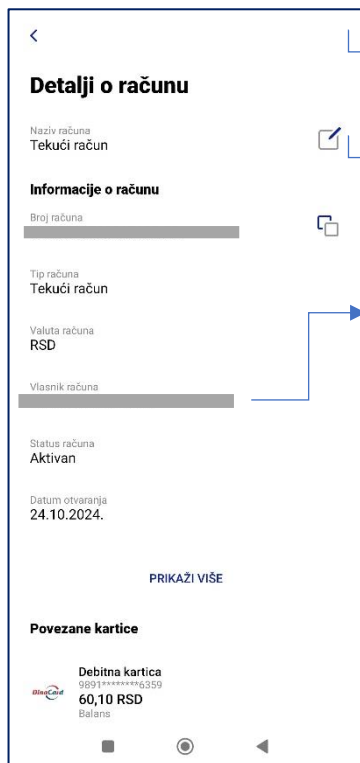 Detalji o računu
Naziv računa
Tekući račun
Informacije o računu
Broj računa
Tip računa
Tekući račun
Valuta računa
RSD
Vlasnik računa
Status računa
Aktivan
Datum otvaranja
24.10.2024.
PRIKAŽI VIŠE
Povezane kartice
Debitna kartica
9891********6359
DinaCard
60,10 RSD
Balans